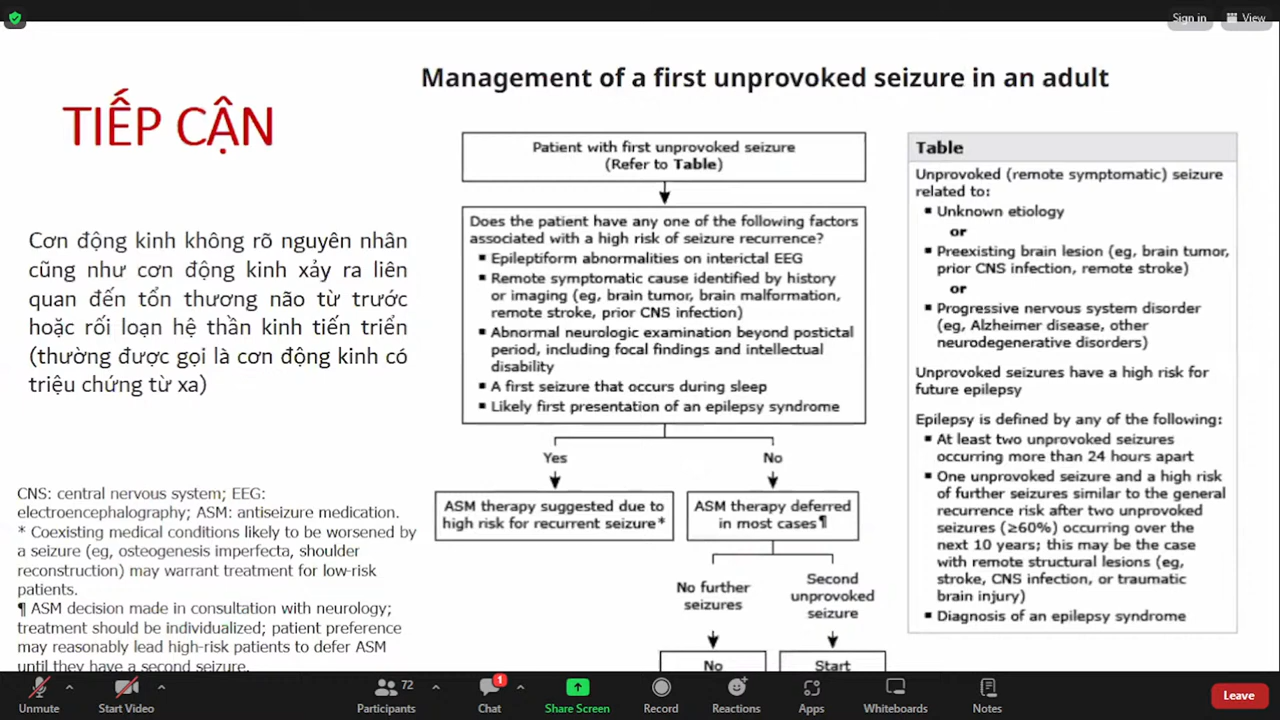 Sign in
View
Management of a first unprovoked seizure in an adult
TIẾP CẬN
Cơn động kinh không rõ nguyên nhân
cũng như cơn động kinh xảy ra liên
quan đến tổn thương não từ trước
hoặc rối loạn hệ thần kinh tiến triển
(thường được gọi là cơn động kinh có
triệu chứng từ xa)
CNS: central nervous system; EEG:
electroencephalography; ASM: antiseizure medication.
* Coexisting medical conditions likely to be worsened by
a seizure (eg, osteogenesis imperfecta, shoulder
reconstruction) may warrant treatment for low-risk
patients.
¶ ASM decision made in consultation with neurology;
treatment should be individualized; patient preference
may reasonably lead high-risk patients to defer ASM
until they have a second seizure.
Patient with first unprovoked seizure
(Refer to Table)
Does the patient have any one of the following factors
associated with a high risk of seizure recurrence?
▪ Epileptiform abnormalities on interictal EEG
▪ Remote symptomatic cause identified by history
or imaging (eg, brain tumor, brain malformation,
remote stroke, prior CNS infection)
▪ Abnormal neurologic examination beyond postictal
period, including focal findings and intellectual
disability
▪ A first seizure that occurs during sleep
▪ Likely first presentation of an epilepsy syndrome
Yes
No
ASM therapy suggested due to
high risk for recurrent seizure*
ASM therapy deferred
in most cases¶
No further
seizures
Second
unprovoked
seizure
No
Start
Table
Unprovoked (remote symptomatic) seizure
related to:
▪ Unknown etiology
or
▪ Preexisting brain lesion (eg, brain tumor,
prior CNS infection, remote stroke)
or
▪ Progressive nervous system disorder
(eg, Alzheimer disease, other
neurodegenerative disorders)
Unprovoked seizures have a high risk for
future epilepsy
Epilepsy is defined by any of the following:
▪ At least two unprovoked seizures
occurring more than 24 hours apart
▪ One unprovoked seizure and a high risk
of further seizures similar to the general
recurrence risk after two unprovoked
seizures (≥60%) occurring over the
next 10 years; this may be the case
with remote structural lesions (eg,
stroke, CNS infection, or traumatic
brain injury)
▪ Diagnosis of an epilepsy syndrome
Unmute
Start Video
72
Participants
1
Chat
Share Screen
Record
Reactions
Apps
Whiteboards
Notes
Leave